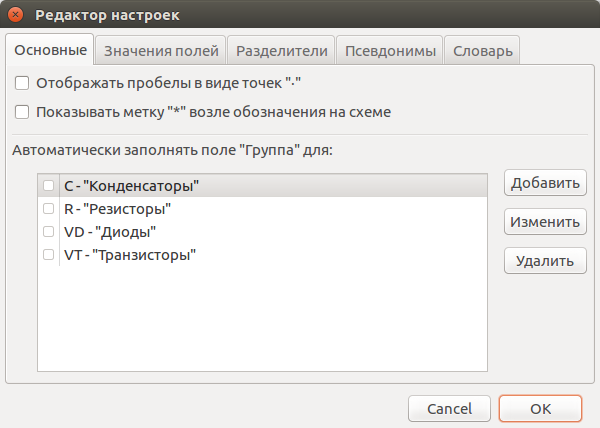 Редактор настроек
Основные Значения полей Разделители Псевдонимы Словарь
Отображать пробелы в виде точек "·"
Показывать метку "*" возле обозначения на схеме
Автоматически заполнять поле "Группа" для:
C - "Конденсаторы"
R - "Резисторы"
VD - "Диоды"
VT - "Транзисторы"
Добавить
Изменить
Удалить
Cancel OK